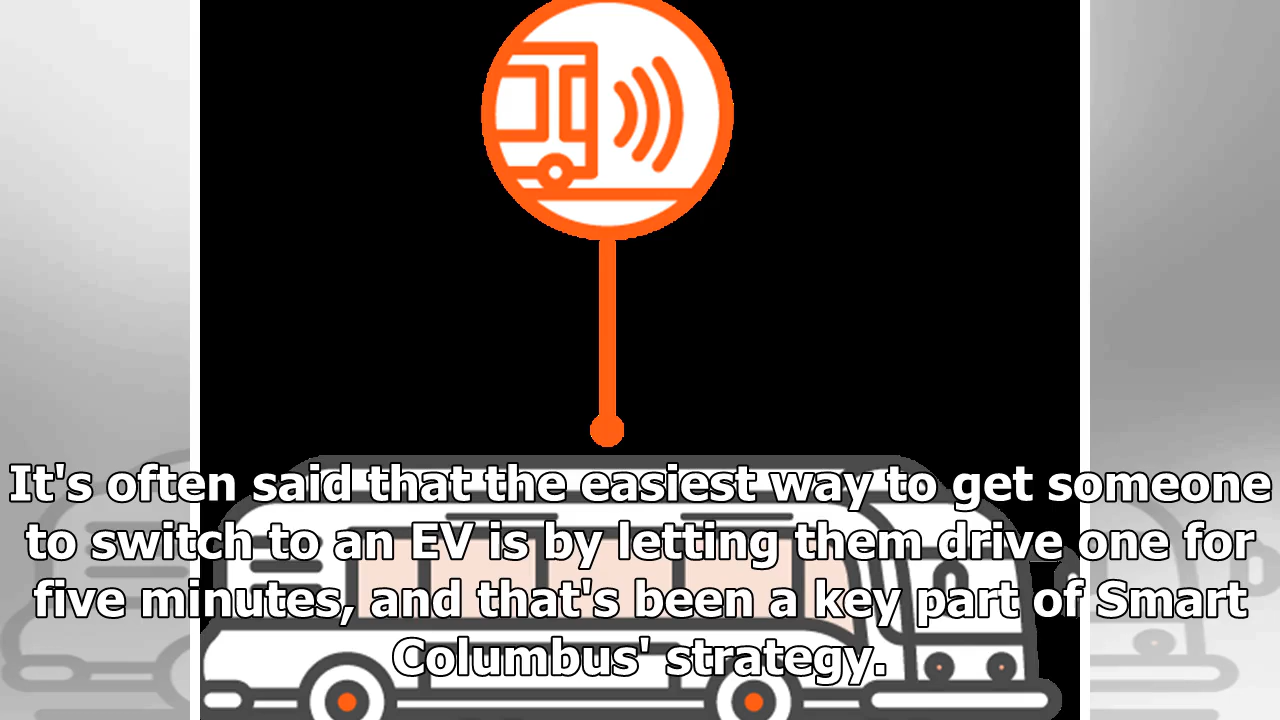 It's often said that the easiest way to get someone
to switch to an EV is by letting them drive one for
five minutes, and that's been a key part of Smart
Columbus' strategy.